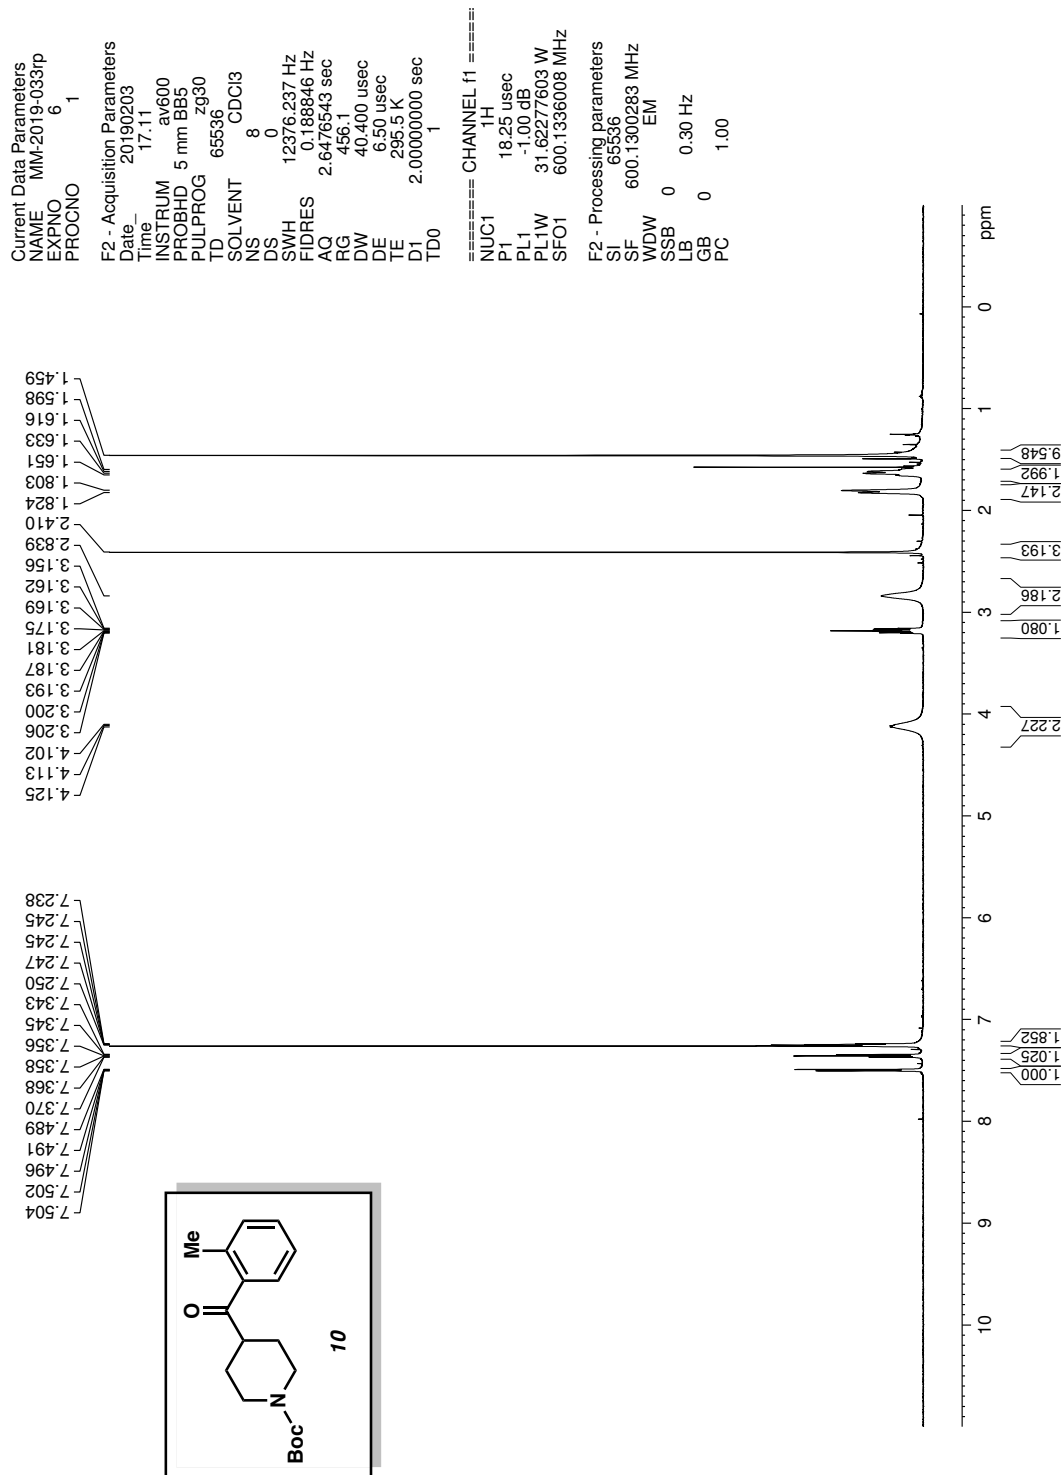 Current Data Parameters
NAME MM-2019-033rp
EXPNO 6
PROCNO 1
F2 - Acquisition Parameters
Date_ 20190203
Time 17.11
INSTRUM av600
PROBHD 5 mm BB5
PULPROG zg30
TD 65536
SOLVENT CDCl3
NS 8
DS 0
SWH 12376.237 Hz
FIDRES 0.188846 Hz
AQ 2.6476543 sec
RG 456.1
DW 40.400 usec
DE 6.50 usec
TE 295.5 K
D1 2.00000000 sec
TD0 1
======== CHANNEL f1 ========
NUC1 1H
P1 18.25 usec
PL1 -1.00 dB
PL1W 31.62277603 W
SFO1 600.1336008 MHz
F2 - Processing parameters
SI 65536
SF 600.1300283 MHz
WDW EM
SSB 0
LB 0.30 Hz
GB 0
PC 1.00
7.504
7.502
7.496
7.491
7.489
7.370
7.368
7.358
7.356
7.345
7.343
7.250
7.247
7.245
7.245
7.238
4.125
4.113
4.102
3.206
3.200
3.193
3.187
3.181
3.175
3.169
3.162
3.156
2.839
2.410
1.824
1.803
1.651
1.633
1.616
1.598
1.459
O
Me
N
Boc
10
10 9 8 7 6 5 4 3 2 1 0 ppm
1.000
1.025
1.852
2.227
1.080
2.186
3.193
2.147
1.992
9.548